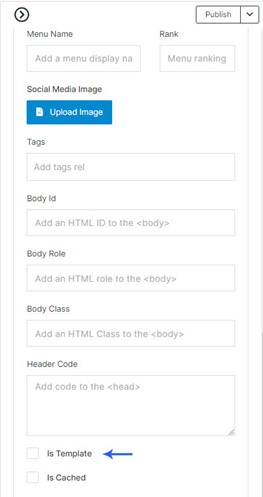 Publish
Menu Name Rank
Add a menu display na Menu ranking
Social Media Image
Upload Image
Tags
Add tags rel
Body Id
Add an HTML ID to the <body>
Body Role
Add an HTML role to the <body>
Body Class
Add an HTML Class to the <body>
Header Code
Add code to the <head>
Is Template
Is Cached